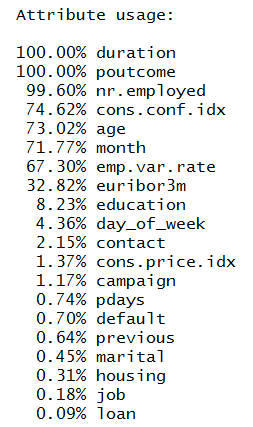 Attribute usage:
100.00% duration
100.00% poutcome
99.60% nr.employed
74.62% cons.conf.idx
73.02% age
71.77% month
67.30% emp.var.rate
32.82% euribor3m
8.23% education
4.36% day_of_week
2.15% contact
1.37% cons.price.idx
1.17% campaign
0.74% pdays
0.70% default
0.64% previous
0.45% marital
0.31% housing
0.18% job
0.09% loan